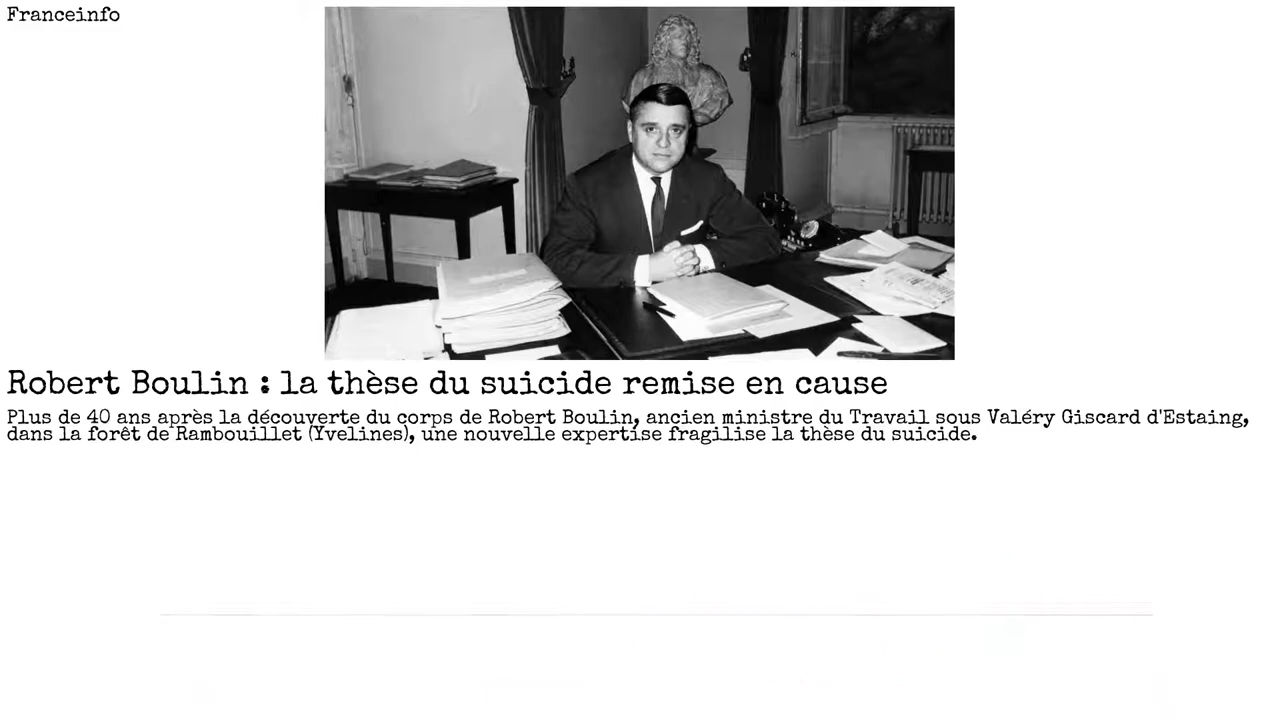 Franceinfo
Robert Boulin : la thèse du suicide remise en cause
Plus de 40 ans après la découverte du corps de Robert Boulin, ancien ministre du Travail sous Valéry Giscard d'Estaing,
dans la forêt de Rambouillet (Yvelines), une nouvelle expertise fragilise la thèse du suicide.